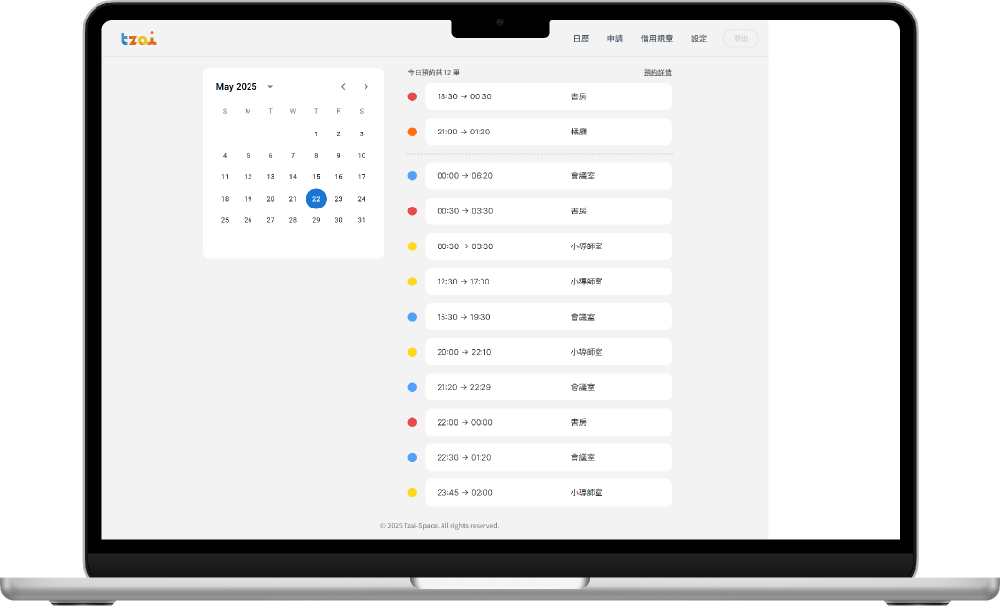 tzai
日歷 申請 借用規章 設定 登出
May 2025
S M T W T F S
1 2 3
4 5 6 7 8 9 10
11 12 13 14 15 16 17
18 19 20 21 22 23 24
25 26 27 28 29 30 31
今日預約共 12 筆 預約詳情
18:30 → 00:30 書房
21:00 → 01:20 橘廳
00:00 → 06:20 會議室
00:30 → 03:30 書房
00:30 → 03:30 小導師室
12:30 → 17:00 小導師室
15:30 → 19:30 會議室
20:00 → 22:10 小導師室
21:20 → 22:29 會議室
22:00 → 00:00 書房
22:30 → 01:20 會議室
23:45 → 02:00 小導師室
© 2025 Tzai-Space. All rights reserved.